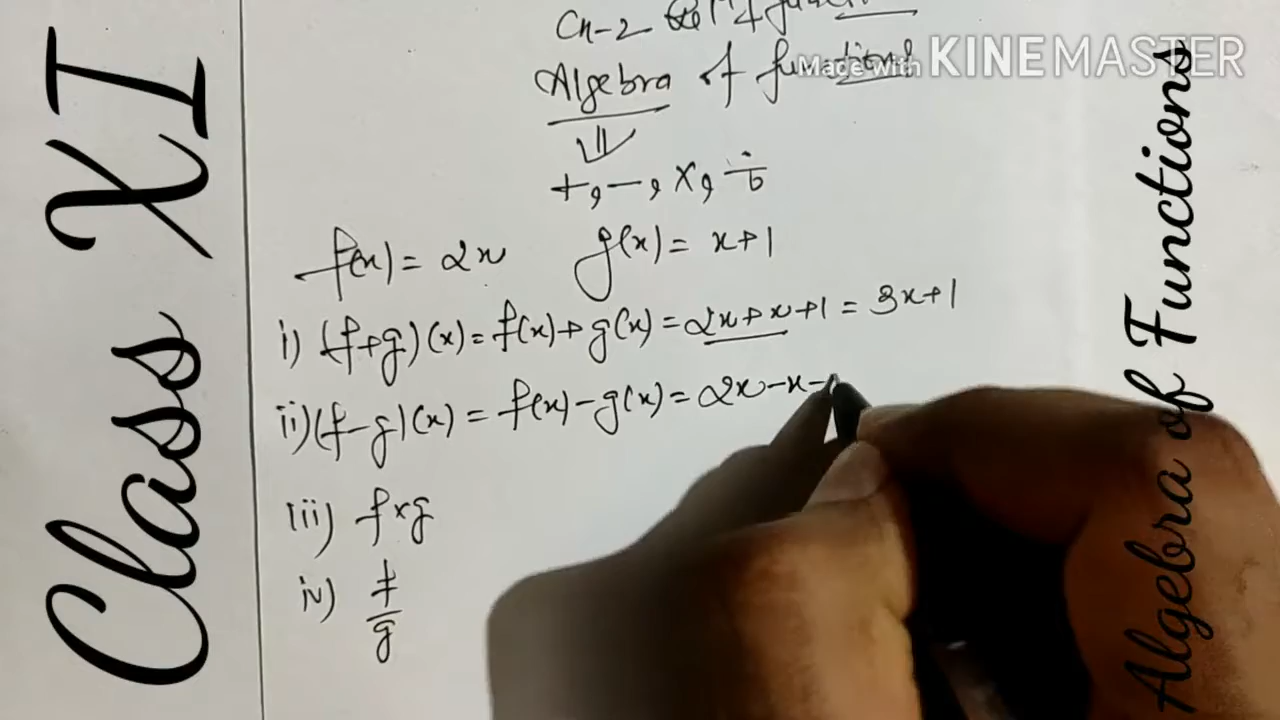 Class XI
Ch-2
Algebra of functions
Made with KINEMASTER
+, -, ×, ÷
f(x) = 2x g(x) = x+1
i) (f+g)(x) = f(x)+g(x) = 2x+x+1 = 3x+1
ii) (f-g)(x) = f(x)-g(x) = 2x-x-
iii) f×g
iv) f/g
Algebra of Functions